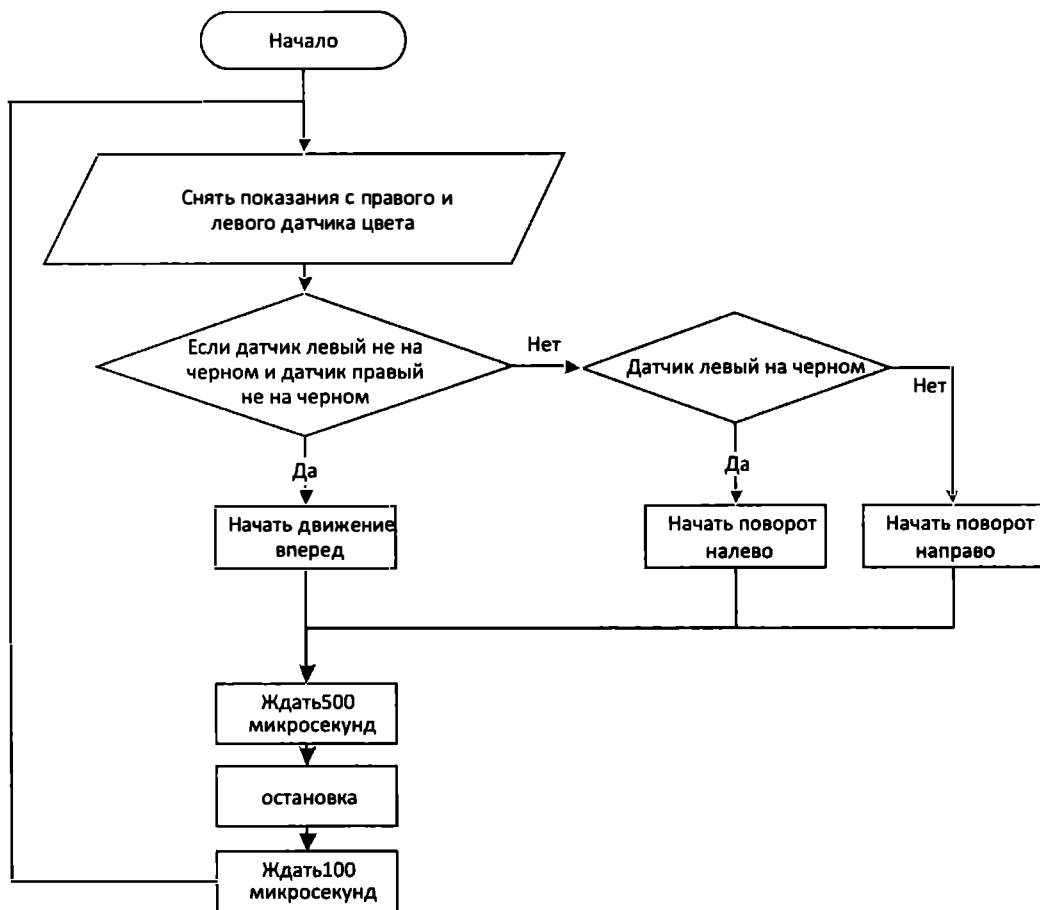 Начало
Снять показания с правого и
левого датчика цвета
Если датчик левый не на
черном и датчик правый
не на черном
Нет
Датчик левый на черном
Нет
Да
Да
Начать движение
вперед
Начать поворот
налево
Начать поворот
направо
Ждать500
микросекунд
остановка
Ждать100
микросекунд